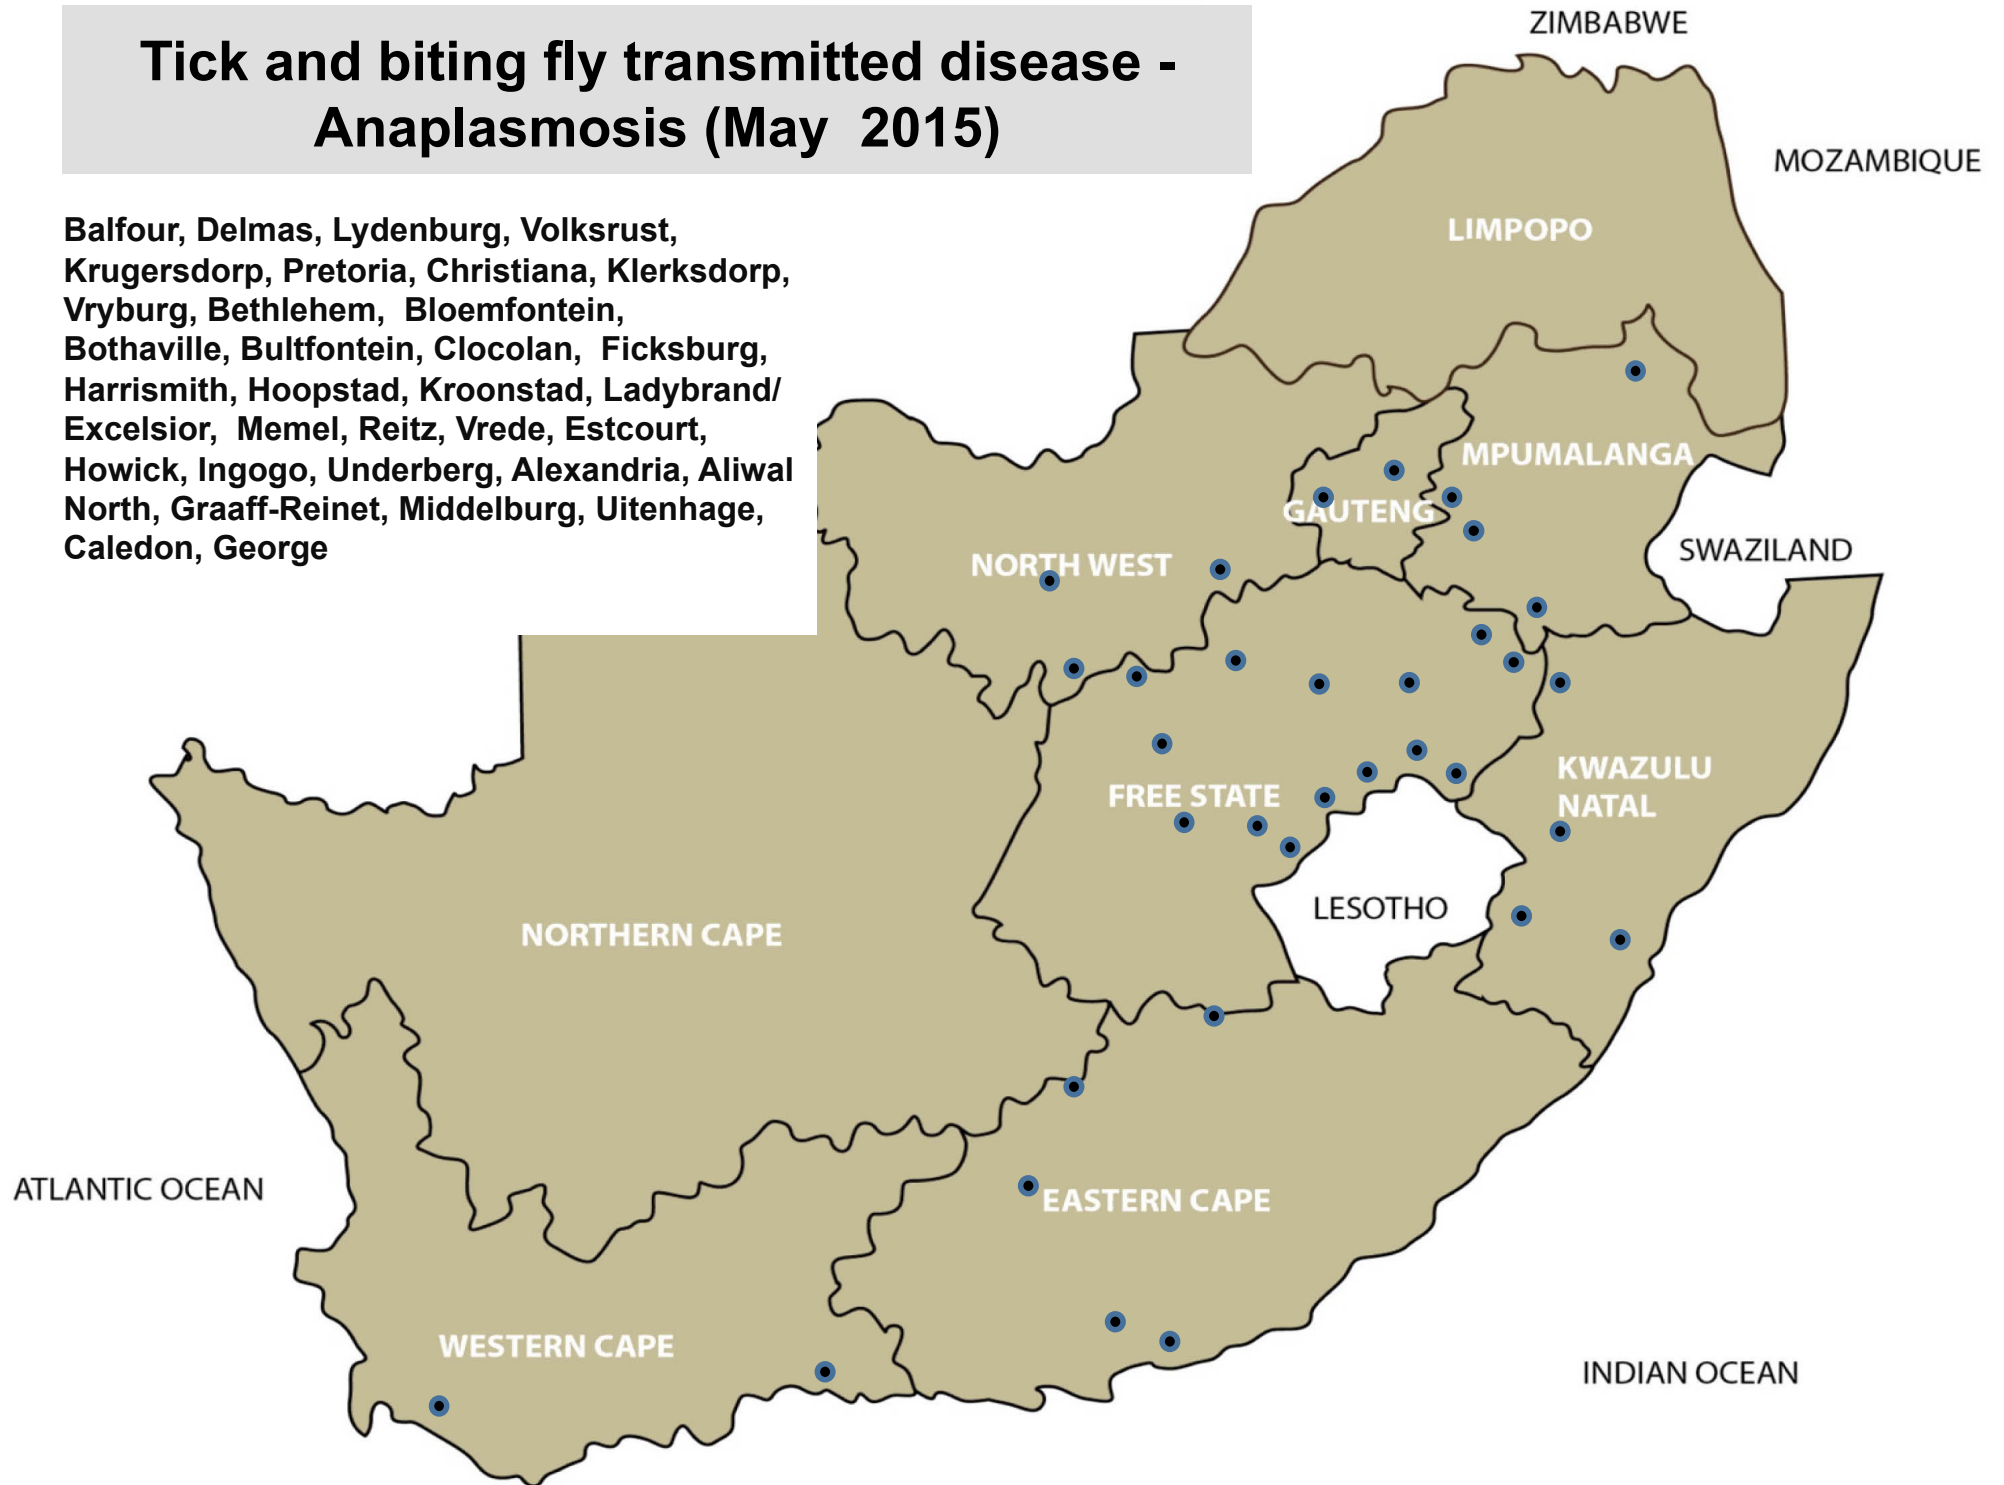 Tick and biting fly transmitted disease -
Anaplasmosis (May 2015)
Balfour, Delmas, Lydenburg, Volksrust,
Krugersdorp, Pretoria, Christiana, Klerksdorp,
Vryburg, Bethlehem, Bloemfontein,
Bothaville, Bultfontein, Clocolan, Ficksburg,
Harrismith, Hoopstad, Kroonstad, Ladybrand/
Excelsior, Memel, Reitz, Vrede, Estcourt,
Howick, Ingogo, Underberg, Alexandria, Aliwal
North, Graaff-Reinet, Middelburg, Uitenhage,
Caledon, George
ZIMBABWE
MOZAMBIQUE
LIMPOPO
MPUMALANGA
GAUTENG
SWAZILAND
NORTH WEST
KWAZULU
NATAL
FREE STATE
LESOTHO
NORTHERN CAPE
ATLANTIC OCEAN
EASTERN CAPE
WESTERN CAPE
INDIAN OCEAN